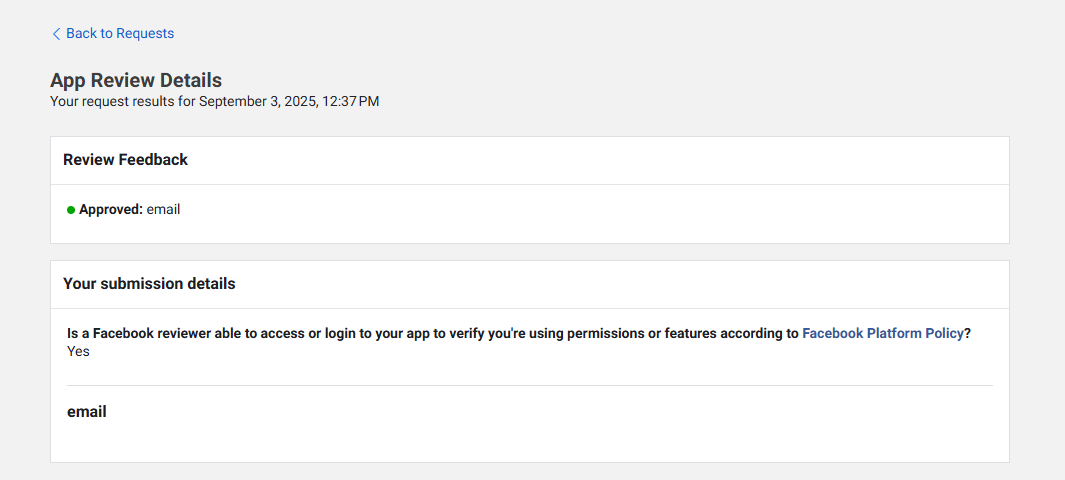 Back to Requests
App Review Details
Your request results for September 3, 2025, 12:37 PM
Review Feedback
Approved: email
Your submission details
Is a Facebook reviewer able to access or login to your app to verify you're using permissions or features according to Facebook Platform Policy?
Yes
email